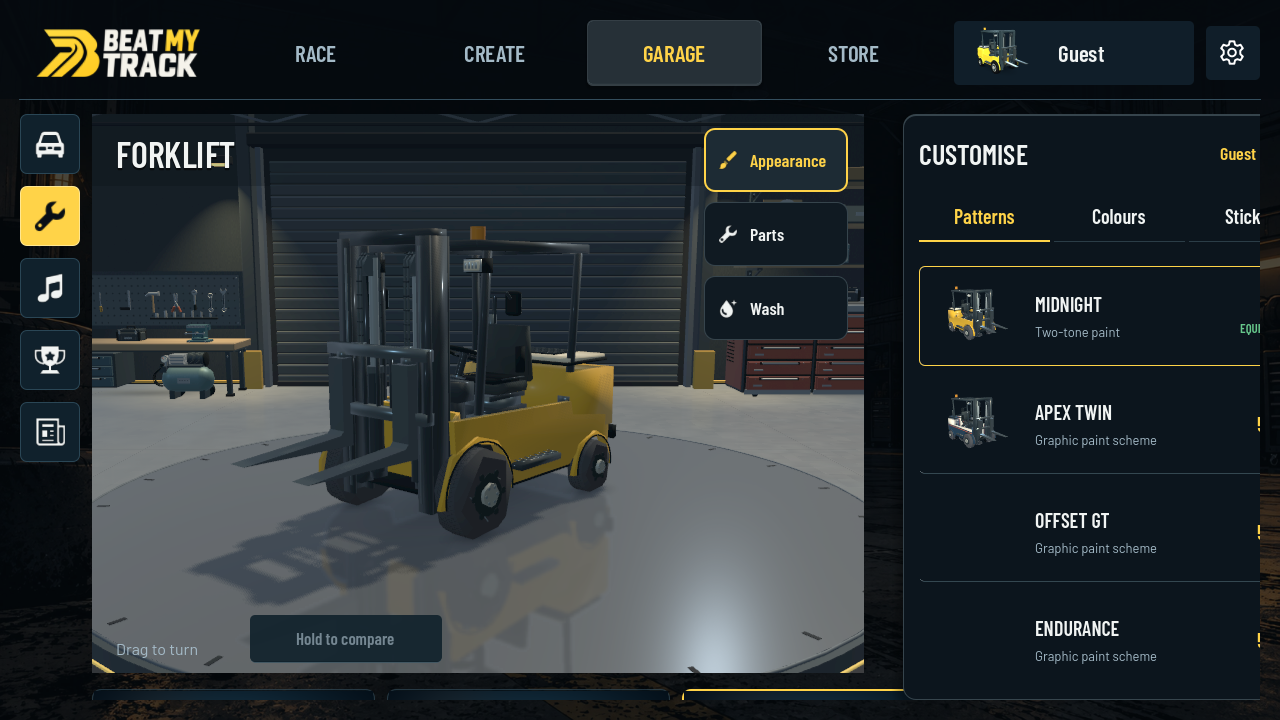 BEAT MY TRACK
RACE
CREATE
GARAGE
STORE
Guest
FORKLIFT
Appearance
Parts
Wash
Drag to turn
Hold to compare
CUSTOMISE
Guest
Patterns
Colours
MIDNIGHT
Two-tone paint
APEX TWIN
Graphic paint scheme
OFFSET GT
Graphic paint scheme
ENDURANCE
Graphic paint scheme